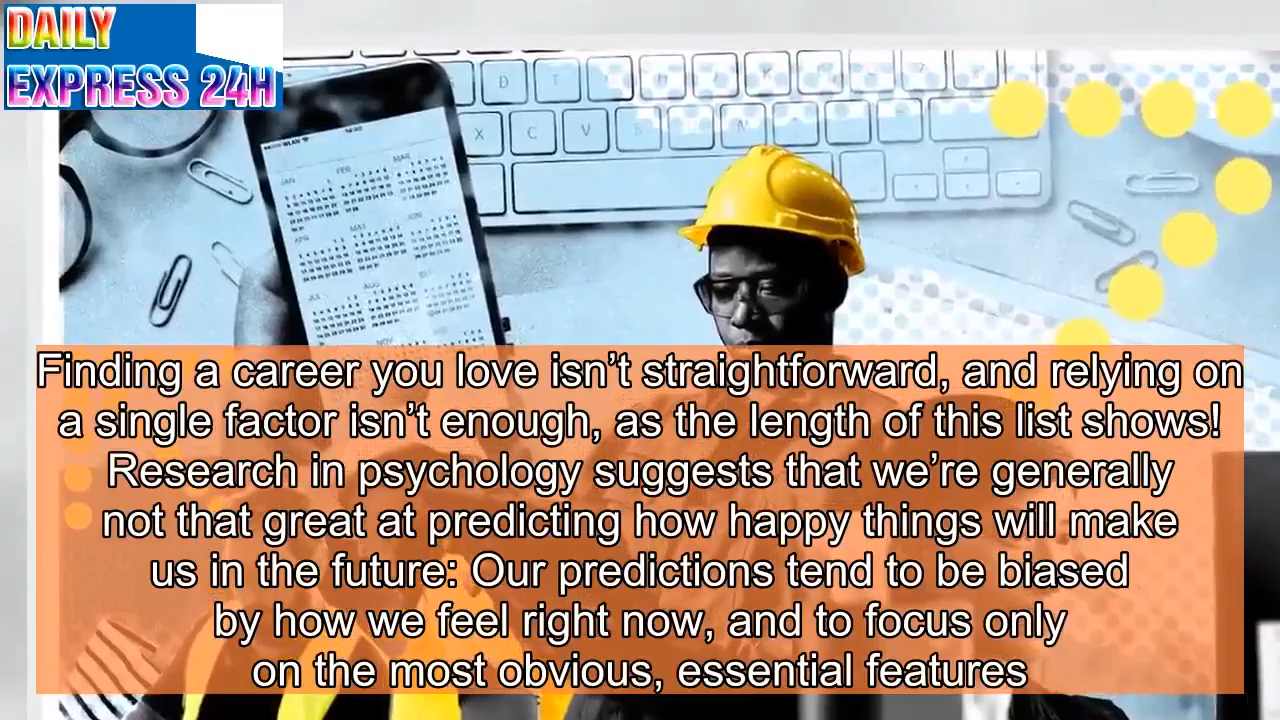 DAILY
EXPRESS 24H
D T
X C V
JAN FEB MAR
Finding a career you love isn’t straightforward, and relying on
a single factor isn’t enough, as the length of this list shows!
Research in psychology suggests that we’re generally
not that great at predicting how happy things will make
us in the future: Our predictions tend to be biased
by how we feel right now, and to focus only
on the most obvious, essential features